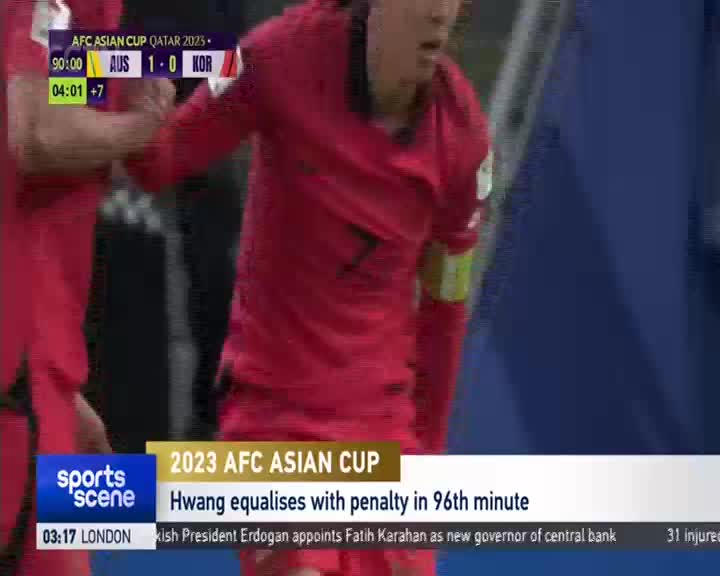 AFC ASIAN CUP QATAR 2023
90:00 AUS 1 - 0 KOR
04:01 +7
7
2023 AFC ASIAN CUP
sports scene
Hwang equalises with penalty in 96th minute
03:17 LONDON
kish President Erdogan appoints Fatih Karahan as new governor of central bank 31 injured